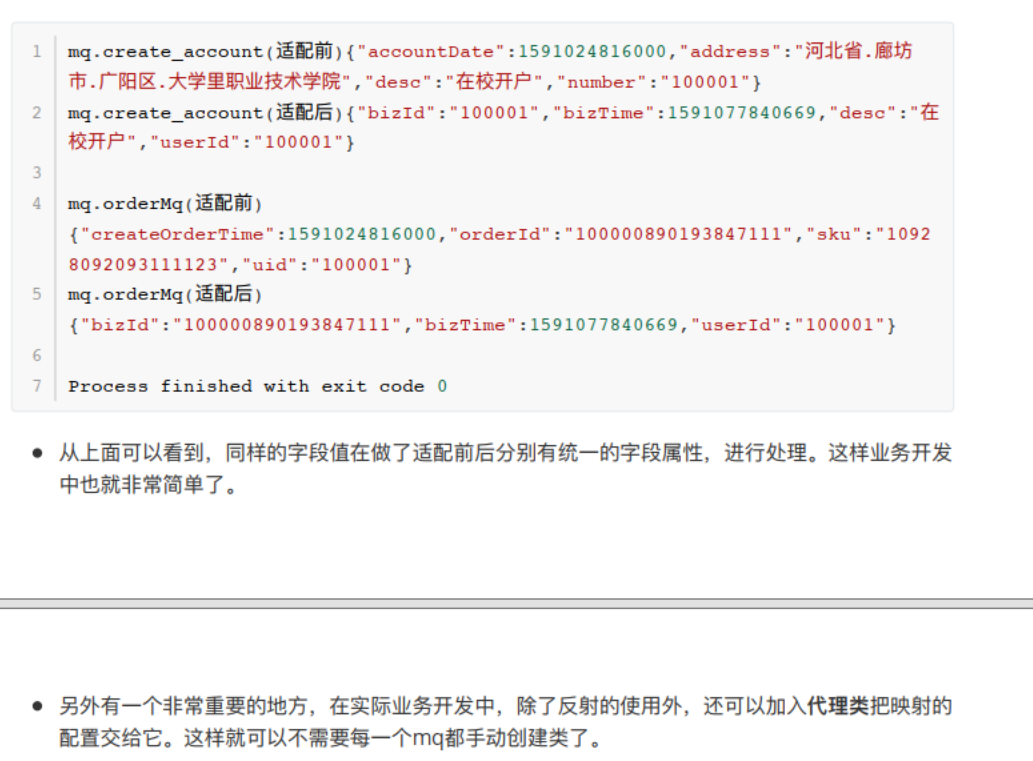 1 mq.create_account(适配前){"accountDate":1591024816000,"address":"河北省.廊坊
市.广阳区.大学里职业技术学院","desc":"在校开户","number":"100001"}
2 mq.create_account(适配后){"bizId":"100001","bizTime":1591077840669,"desc":"在
校开户","userId":"100001"}
3
4 mq.orderMq(适配前)
{"createOrderTime":1591024816000,"orderId":"100000890193847111","sku":"1092
8092093111123","uid":"100001"}
5 mq.orderMq(适配后)
{"bizId":"100000890193847111","bizTime":1591077840669,"userId":"100001"}
6
7 Process finished with exit code 0
● 从上面可以看到，同样的字段值在做了适配前后分别有统一的字段属性，进行处理。这样业务开发
中也就非常简单了。
● 另外有一个非常重要的地方，在实际业务开发中，除了反射的使用外，还可以加入代理类把映射的
配置交给它。这样就可以不需要每一个mq都手动创建类了。